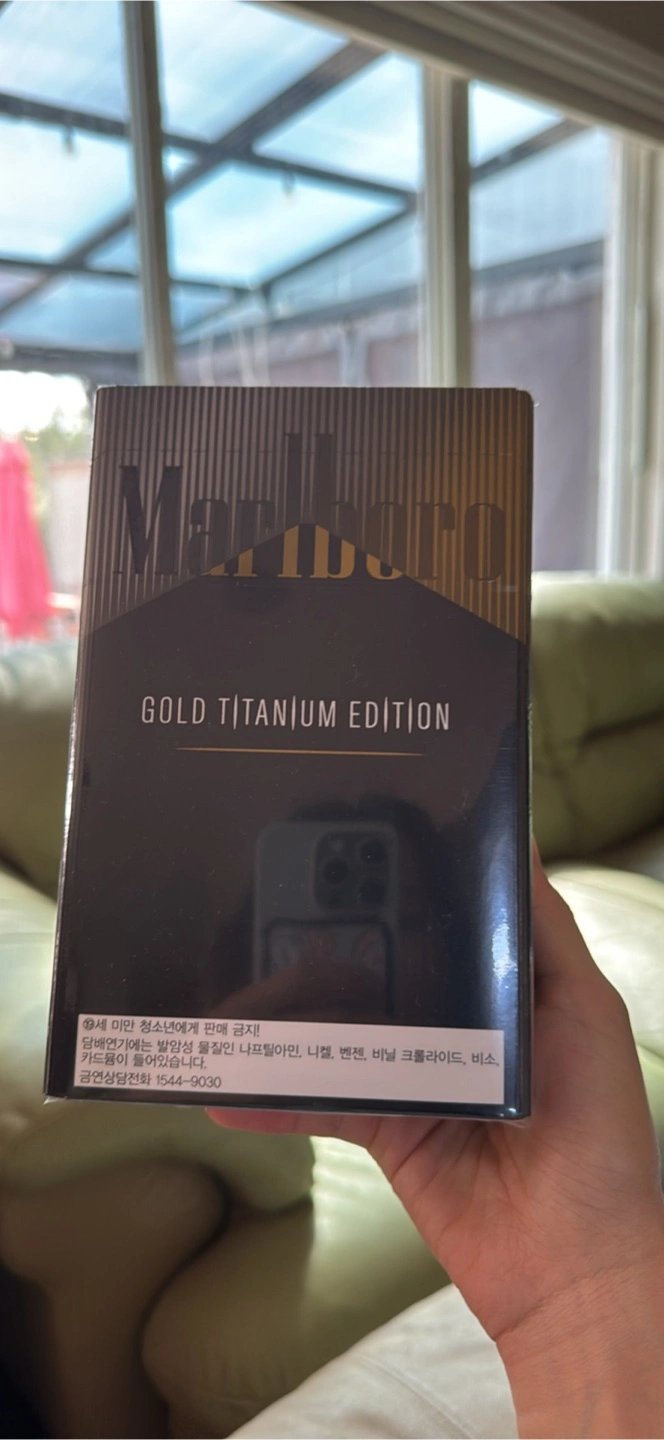 Marlboro
GOLD TITANIUM EDITION
⑲세 미만 청소년에게 판매 금지!
담배연기에는 발암성 물질인 나프틸아민, 니켈, 벤젠, 비닐 크롤라이드, 비소,
카드뮴이 들어있습니다.
금연상담전화 1544-9030